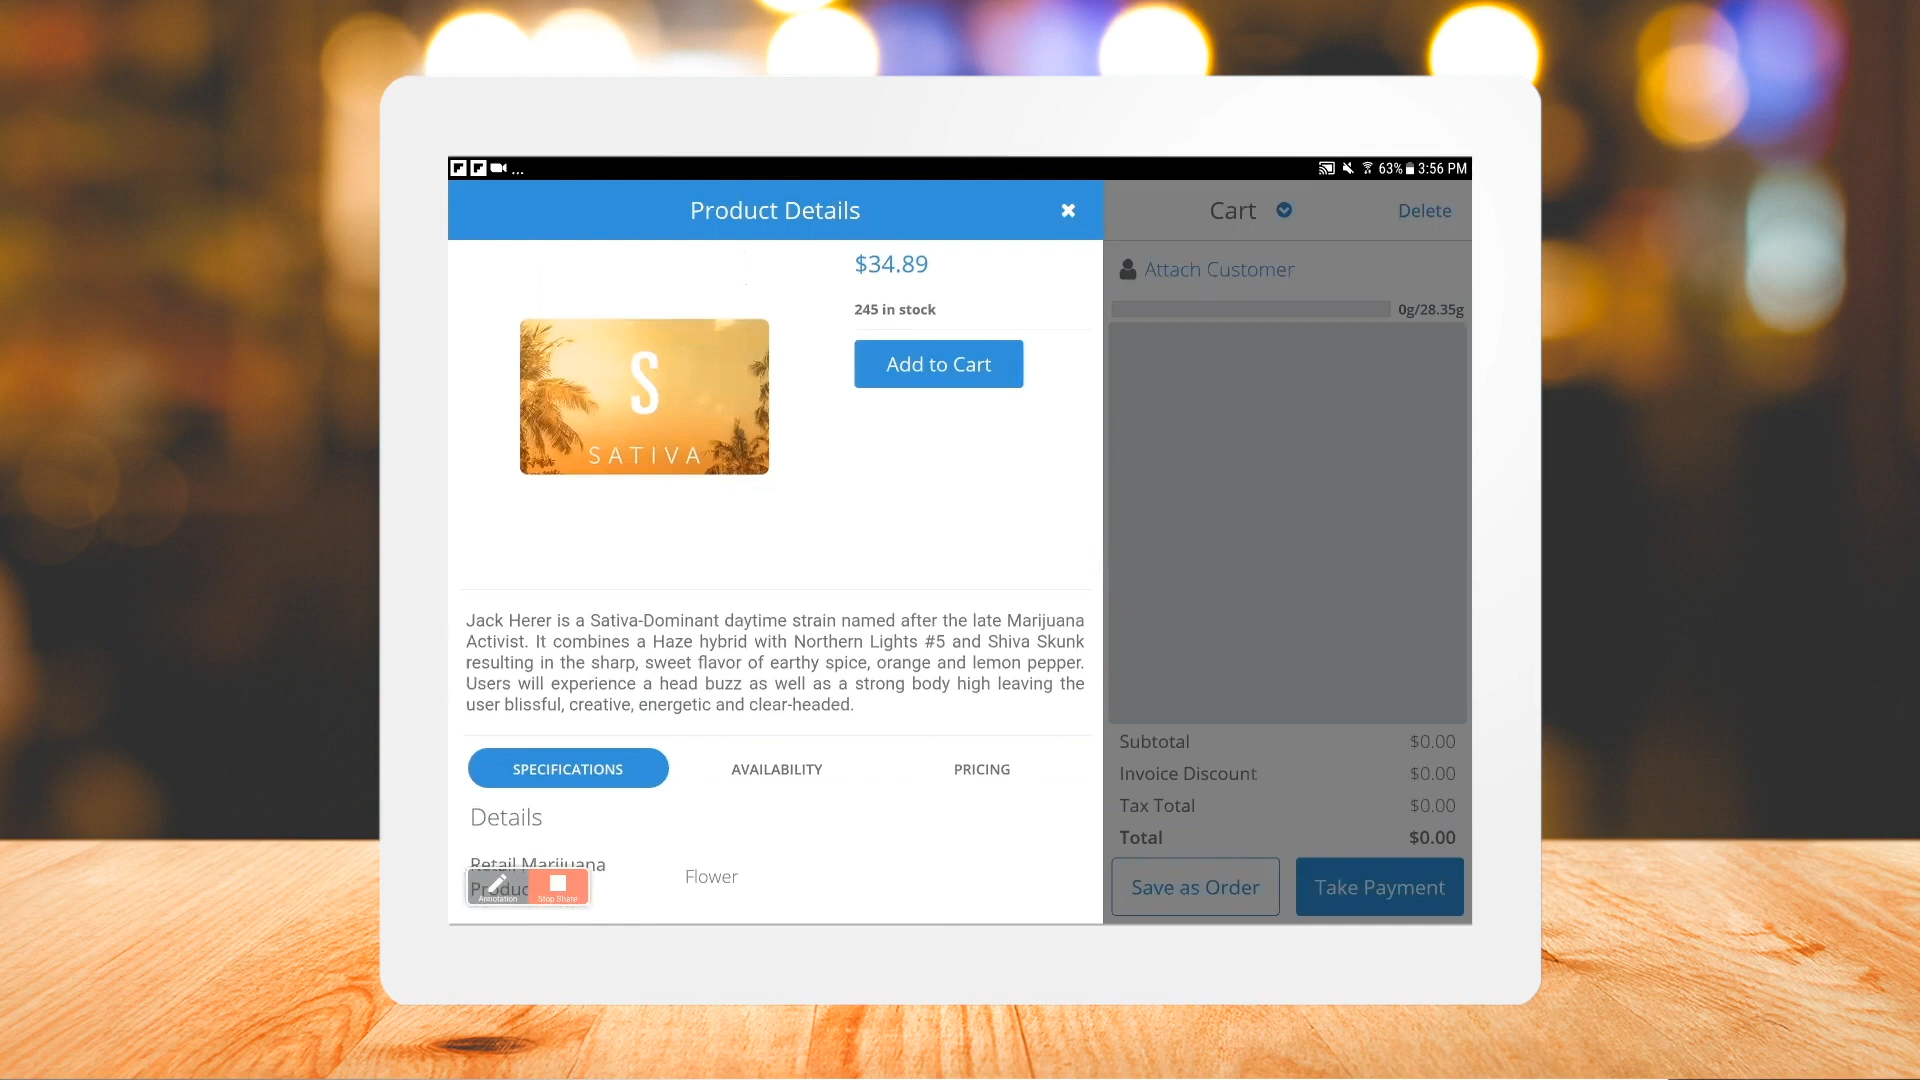 ... 63% 3:56 PM
Product Details
Cart
Delete
$34.89
Attach Customer
245 in stock
0g/28.35g
Add to Cart
S
SATIVA
Jack Herer is a Sativa-Dominant daytime strain named after the late Marijuana
Activist. It combines a Haze hybrid with Northern Lights #5 and Shiva Skunk
resulting in the sharp, sweet flavor of earthy spice, orange and lemon pepper.
Users will experience a head buzz as well as a strong body high leaving the
user blissful, creative, energetic and clear-headed.
SPECIFICATIONS
AVAILABILITY
PRICING
Subtotal $0.00
Invoice Discount $0.00
Tax Total $0.00
Total $0.00
Details
Retail Marijuana
Produc
Flower
Annotation
Stop Share
Save as Order
Take Payment